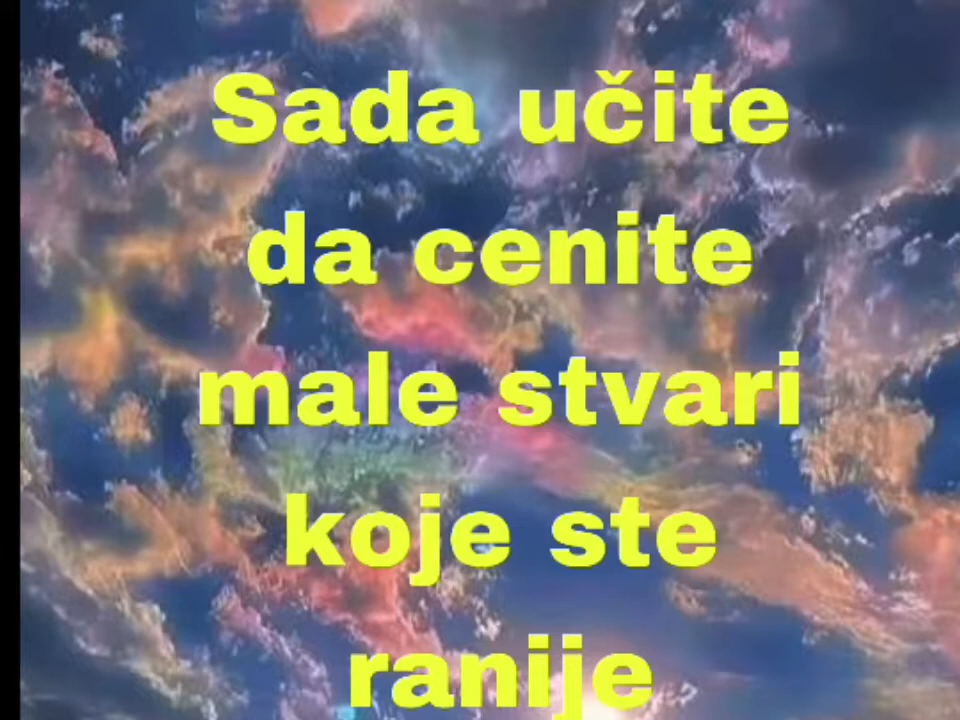 Sada učite
da cenite
male stvari
koje ste
ranije